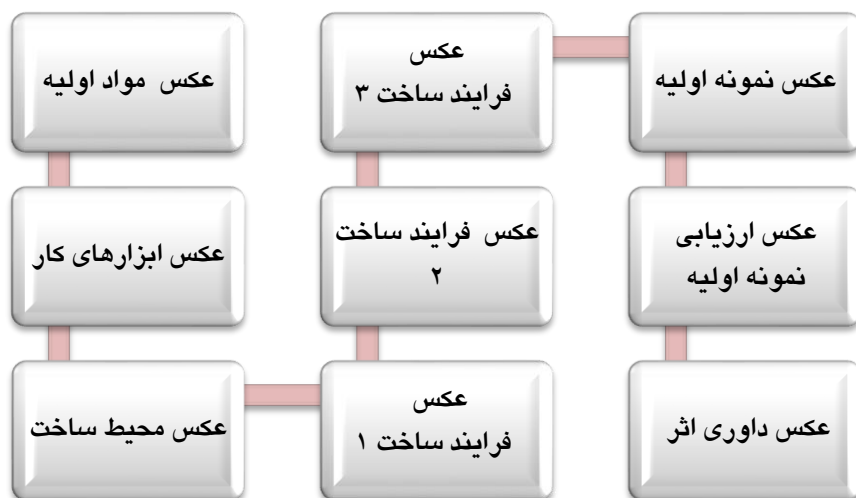 عکس مواد اولیه
عکس ابزارهای کار
عکس محیط ساخت
عکس
فرایند ساخت ۱
عکس فرایند ساخت
۲
عکس
فرایند ساخت ۳
عکس نمونه اولیه
عکس ارزیابی
نمونه اولیه
عکس داوری اثر